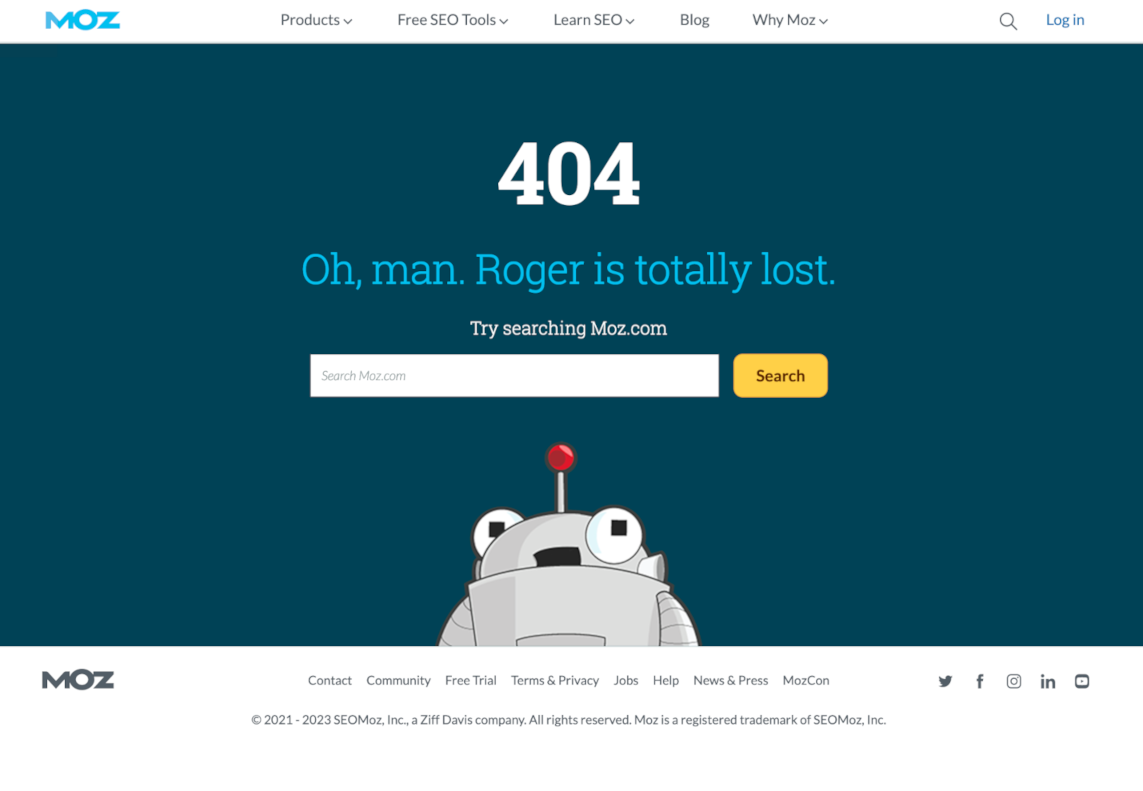 MOZ
Products Free SEO Tools Learn SEO Blog Why Moz Log in
404
Oh, man. Roger is totally lost.
Try searching Moz.com
Search Moz.com Search
MOZ
Contact Community Free Trial Terms & Privacy Jobs Help News & Press MozCon
© 2021 - 2023 SEOMoz, Inc., a Ziff Davis company. All rights reserved. Moz is a registered trademark of SEOMoz, Inc.